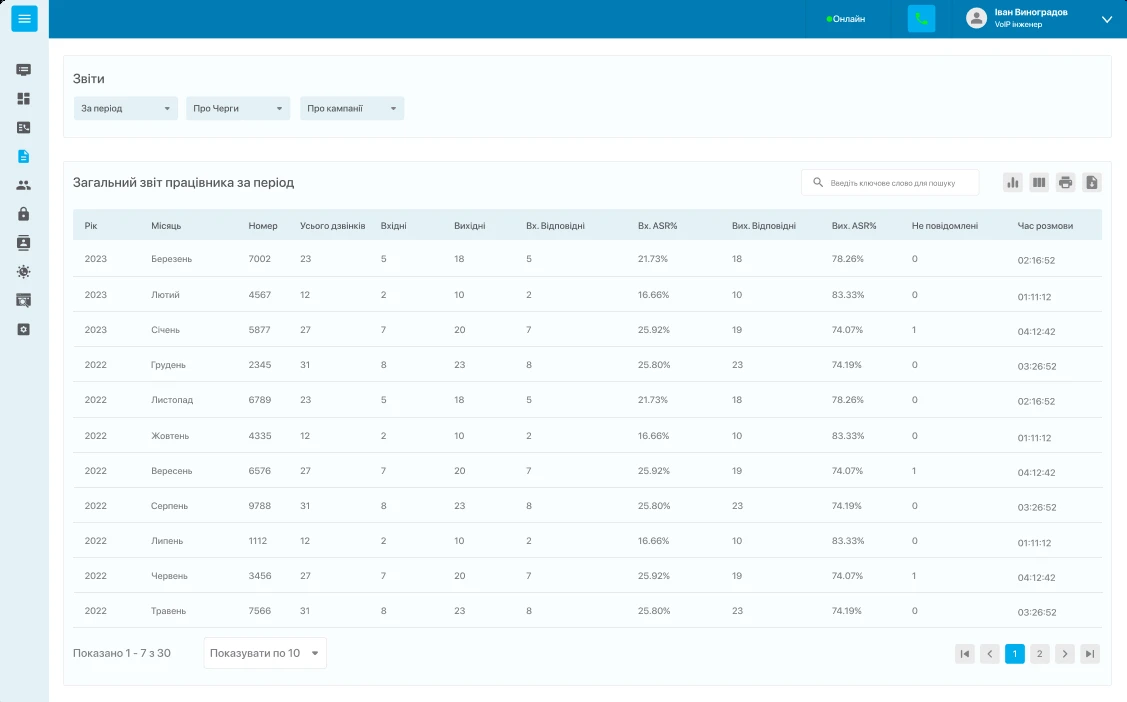 Онлайн
Іван Виноградов
VoIP інженер
Звіти
За період Про Черги Про кампанії
Загальний звіт працівника за період
Введіть ключове слово для пошуку
Рік Місяць Номер Усього дзвінків Вхідні Вихідні Вх. Відповідні Вх. ASR% Вих. Відповідні Вих. ASR% Не повідомлені Час розмови
2023 Березень 7002 23 5 18 5 21.73% 18 78.26% 0 02:16:52
2023 Лютий 4567 12 2 10 2 16.66% 10 83.33% 0 01:11:12
2023 Січень 5877 27 7 20 7 25.92% 19 74.07% 1 04:12:42
2022 Грудень 2345 31 8 23 8 25.80% 23 74.19% 0 03:26:52
2022 Листопад 6789 23 5 18 5 21.73% 18 78.26% 0 02:16:52
2022 Жовтень 4335 12 2 10 2 16.66% 10 83.33% 0 01:11:12
2022 Вересень 6576 27 7 20 7 25.92% 19 74.07% 1 04:12:42
2022 Серпень 9788 31 8 23 8 25.80% 23 74.19% 0 03:26:52
2022 Липень 1112 12 2 10 2 16.66% 10 83.33% 0 01:11:12
2022 Червень 3456 27 7 20 7 25.92% 19 74.07% 1 04:12:42
2022 Травень 7566 31 8 23 8 25.80% 23 74.19% 0 03:26:52
Показано 1 - 7 з 30 Показувати по 10 1 2